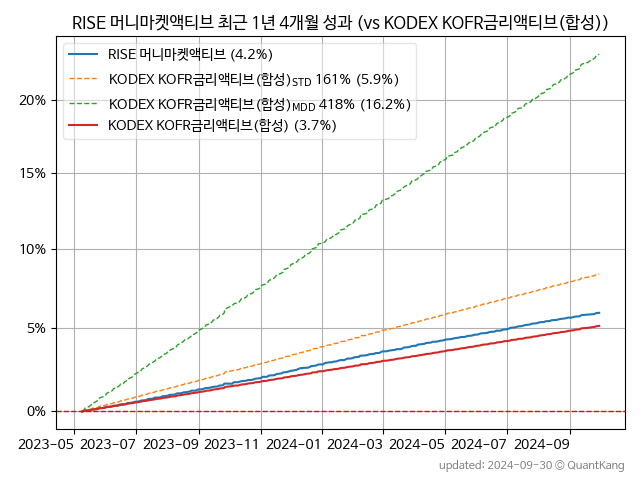 RISE 머니마켓액티브 최근 1년 4개월 성과 (vs KODEX KOFR금리액티브(합성))
RISE 머니마켓액티브 (4.2%)
KODEX KOFR금리액티브(합성)STD 161% (5.9%)
KODEX KOFR금리액티브(합성)MDD 418% (16.2%)
KODEX KOFR금리액티브(합성) (3.7%)
20%
15%
10%
5%
0%
2023-05 2023-07 2023-09 2023-11 2024-01 2024-03 2024-05 2024-07 2024-09
updated: 2024-09-30 © QuantKang